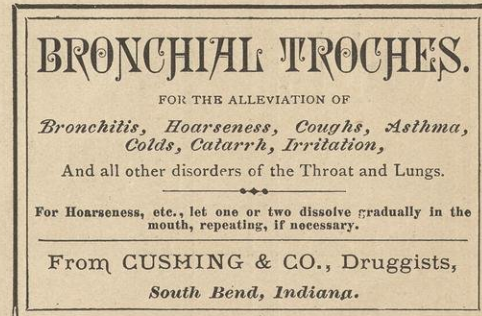 BRONCHIAL TROCHES.
FOR THE ALLEVIATION OF
Bronchitis, Hoarseness, Coughs, Asthma,
Colds, Catarrh, Irritation,
And all other disorders of the Throat and Lungs.
For Hoarseness, etc., let one or two dissolve gradually in the
mouth, repeating, if necessary.
From CUSHING & CO., Druggists,
South Bend, Indiana.